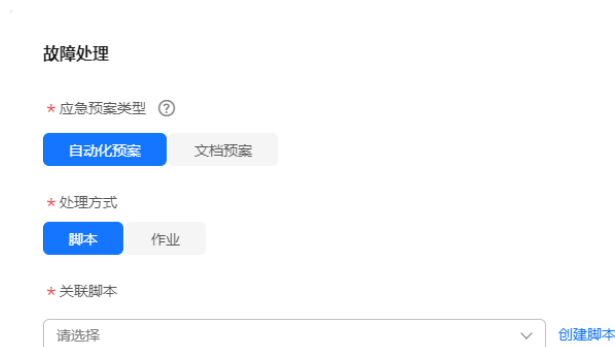 故障处理
* 应急预案类型 ?
自动化预案 文档预案
* 处理方式
脚本 作业
* 关联脚本
请选择 创建脚本